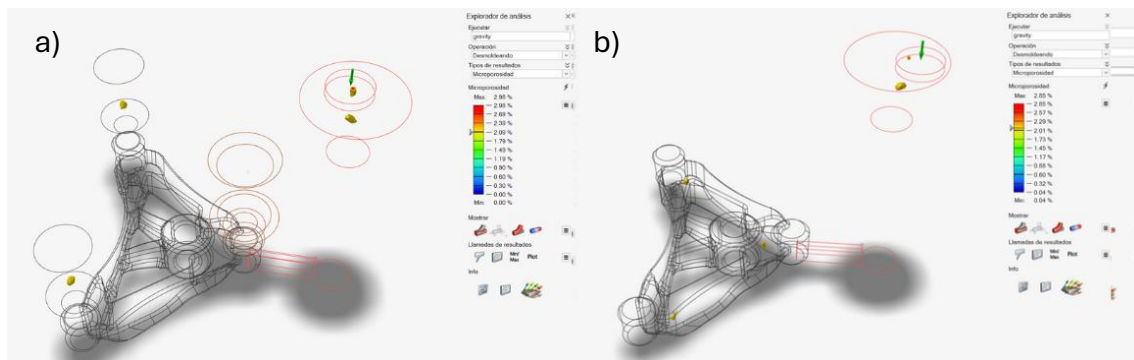 a)
Explorador de análisis
Ejecutar
gravity
Operación
Desmoldeando
Tipos de resultados
Microporosidad
Microporosidad
Max: 2.98 %
2.98 %
2.69 %
2.39 %
2.09 %
1.79 %
1.49 %
1.19 %
0.90 %
0.60 %
0.30 %
0.00 %
Min: 0.00 %
Mostrar
Llamadas de resultados
Min/
Max
Plot
Info
b)
Explorador de análisis
Ejecutar
gravity
Operación
Desmoldeando
Tipos de resultados
Microporosidad
Microporosidad
Max: 2.85 %
2.85 %
2.57 %
2.29 %
2.01 %
1.73 %
1.45 %
1.17 %
0.88 %
0.60 %
0.32 %
0.04 %
Min: 0.04 %
Mostrar
Llamadas de resultados
Min/
Max
Plot
Info